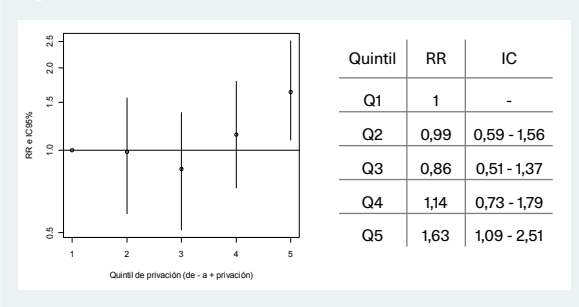 2.5
2.0
1.5
1.0
0.5
RR e IC95%
1 2 3 4 5
Quintil de privación (de - a + privación)
Quintil RR IC
Q1 1 -
Q2 0,99 0,59 - 1,56
Q3 0,86 0,51 - 1,37
Q4 1,14 0,73 - 1,79
Q5 1,63 1,09 - 2,51